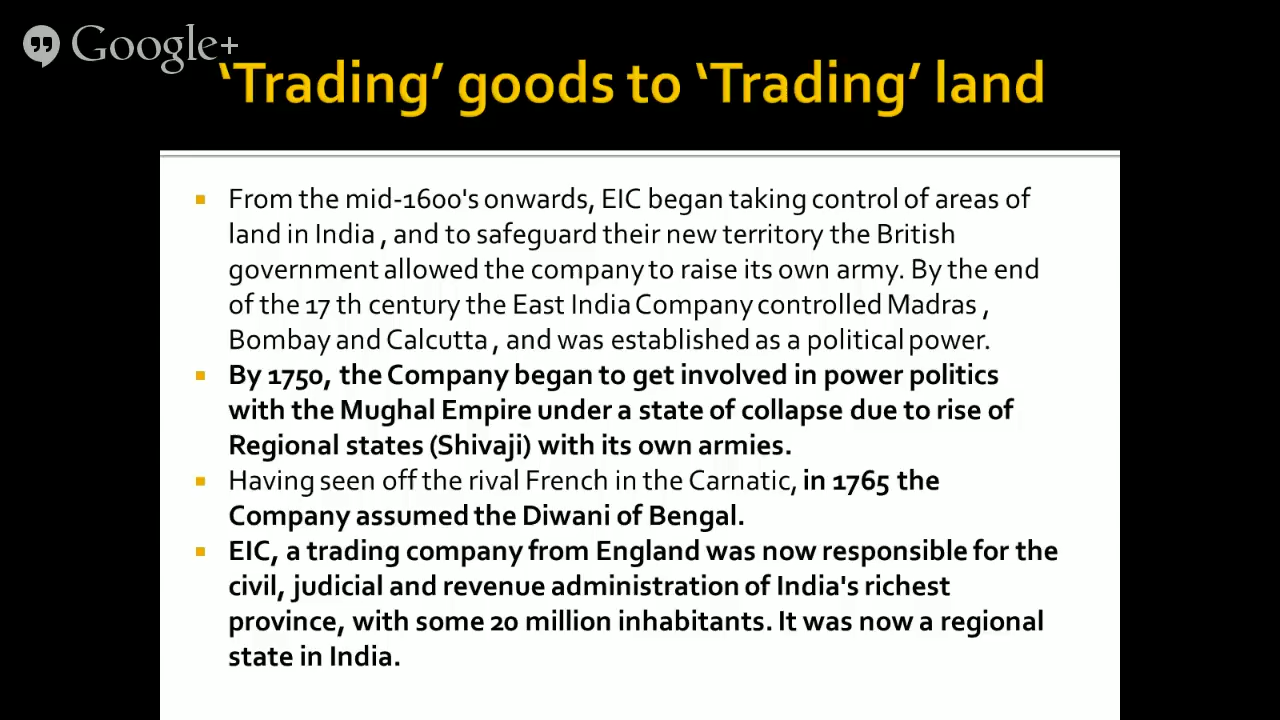 Google+
‘Trading’ goods to ‘Trading’ land
From the mid-1600's onwards, EIC began taking control of areas of
land in India , and to safeguard their new territory the British
government allowed the company to raise its own army. By the end
of the 17 th century the East India Company controlled Madras ,
Bombay and Calcutta , and was established as a political power.
By 1750, the Company began to get involved in power politics
with the Mughal Empire under a state of collapse due to rise of
Regional states (Shivaji) with its own armies.
Having seen off the rival French in the Carnatic, in 1765 the
Company assumed the Diwani of Bengal.
EIC, a trading company from England was now responsible for the
civil, judicial and revenue administration of India's richest
province, with some 20 million inhabitants. It was now a regional
state in India.